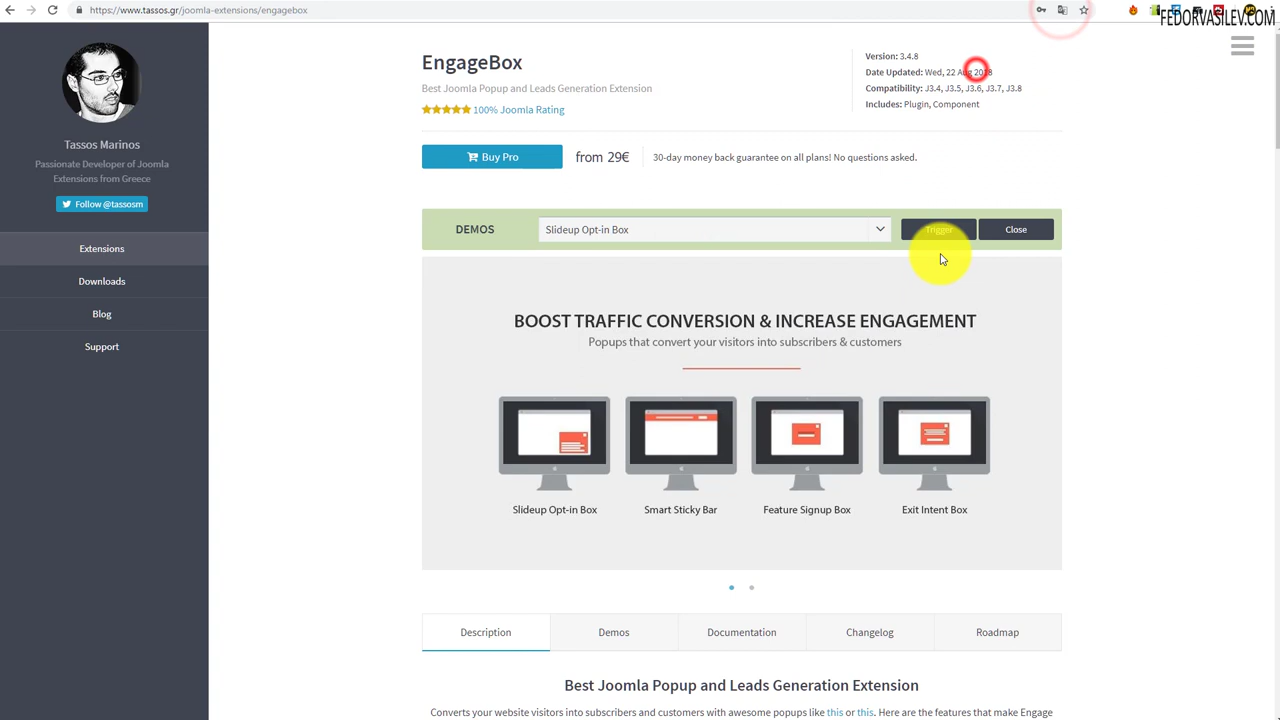 https://www.tassos.gr/joomla-extensions/engagebox
FEDORVASILEV.COM
Tassos Marinos
Passionate Developer of Joomla
Extensions from Greece
Follow @tassosm
Extensions
Downloads
Blog
Support
EngageBox
Best Joomla Popup and Leads Generation Extension
100% Joomla Rating
Version: 3.4.8
Date Updated: Wed, 22 Aug 2018
Compatibility: J3.4, J3.5, J3.6, J3.7, J3.8
Includes: Plugin, Component
Buy Pro
from 29€
30-day money back guarantee on all plans! No questions asked.
DEMOS
Slideup Opt-in Box
Trigger
Close
BOOST TRAFFIC CONVERSION & INCREASE ENGAGEMENT
Popups that convert your visitors into subscribers & customers
Slideup Opt-in Box
Smart Sticky Bar
Feature Signup Box
Exit Intent Box
Description
Demos
Documentation
Changelog
Roadmap
Best Joomla Popup and Leads Generation Extension
Converts your website visitors into subscribers and customers with awesome popups like this or this. Here are the features that make Engage